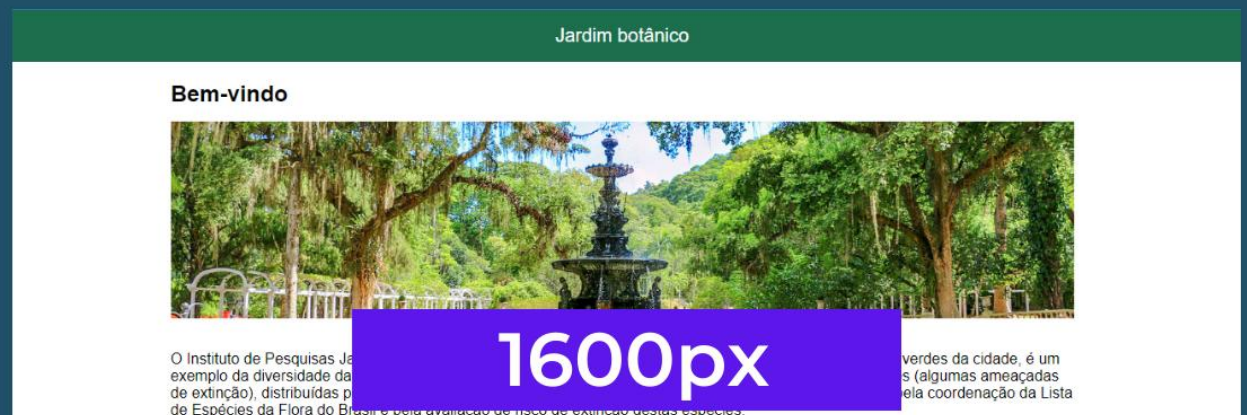 Jardim botânico
Bem-vindo
1600px
O Instituto de Pesquisas verdes da cidade, é um
exemplo da diversidade da (algumas ameaçadas
de extinção), distribuídas pela coordenação da Lista
de Espécies da Flora do Brasil e pela avaliação de risco de extinção destas espécies.